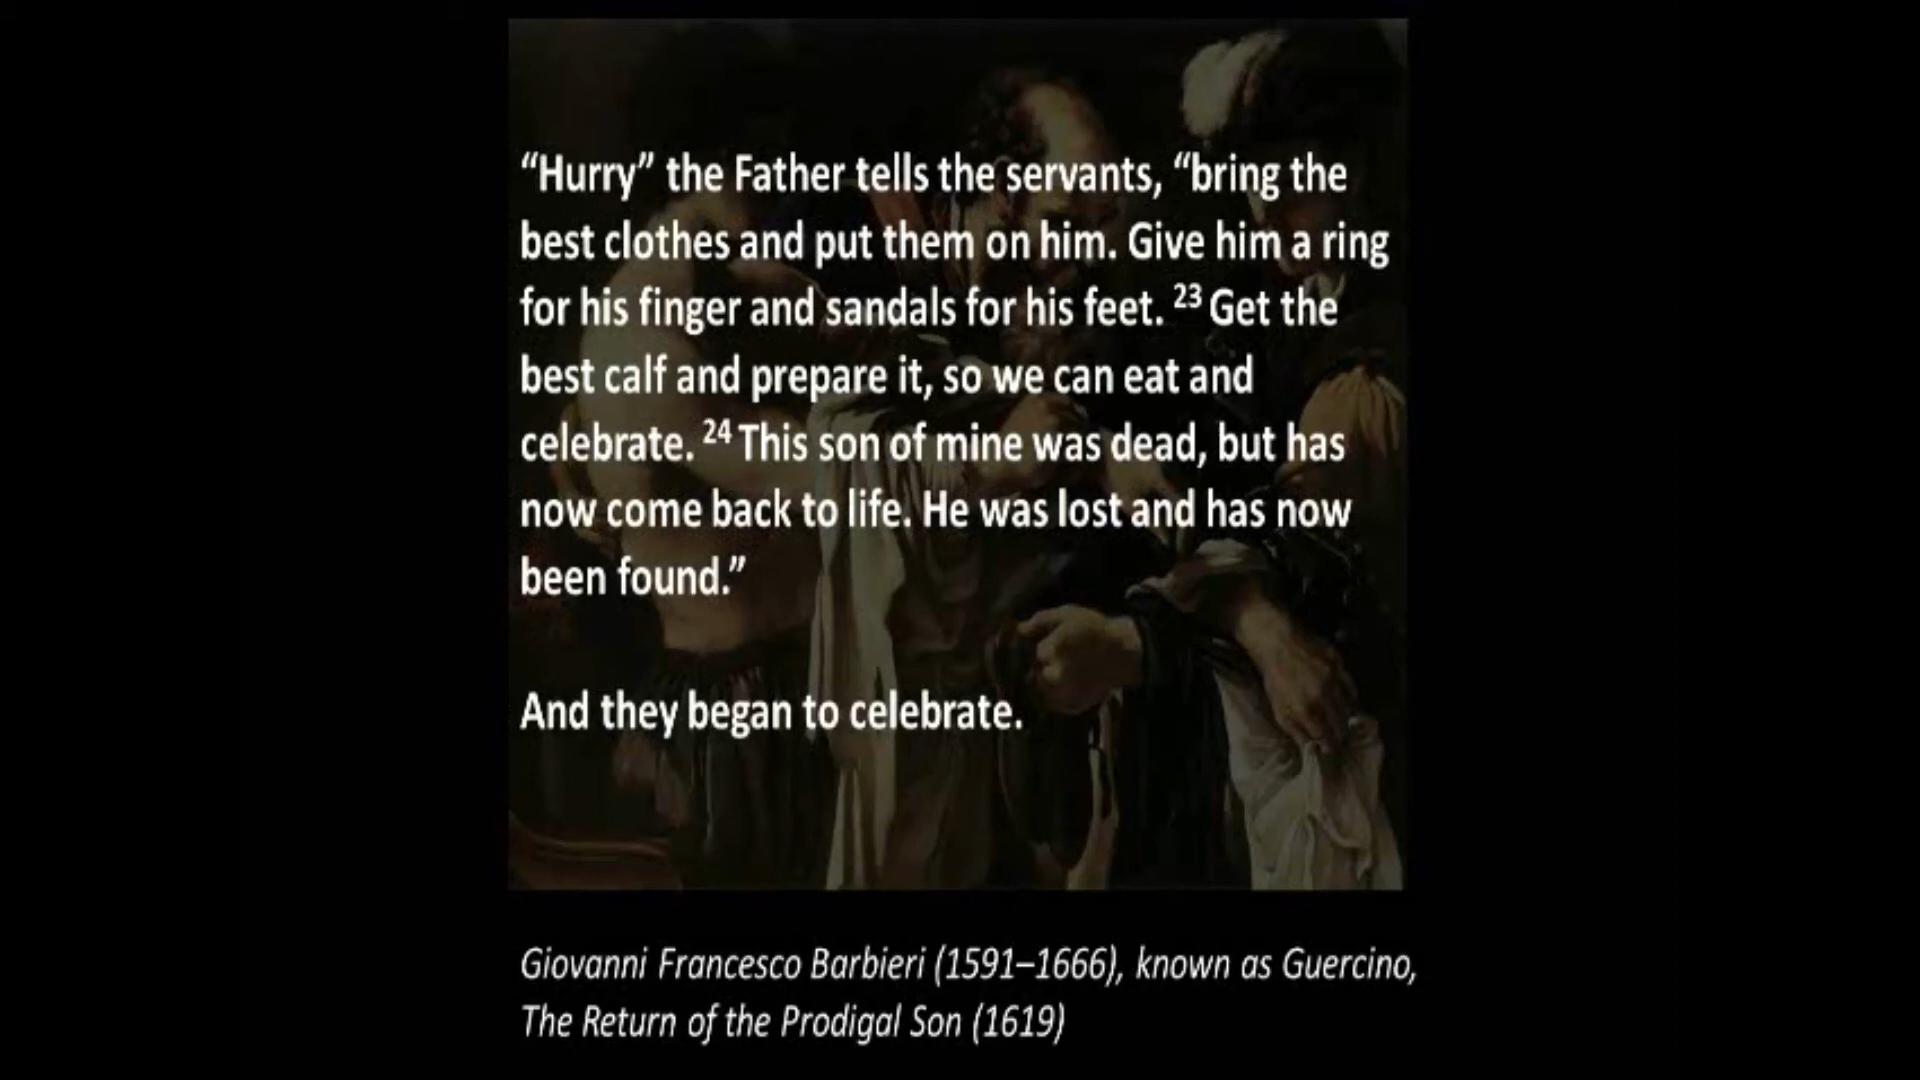 “Hurry” the Father tells the servants, “bring the
best clothes and put them on him. Give him a ring
for his finger and sandals for his feet. ²³ Get the
best calf and prepare it, so we can eat and
celebrate. ²⁴ This son of mine was dead, but has
now come back to life. He was lost and has now
been found.”
And they began to celebrate.
Giovanni Francesco Barbieri (1591–1666), known as Guercino,
The Return of the Prodigal Son (1619)